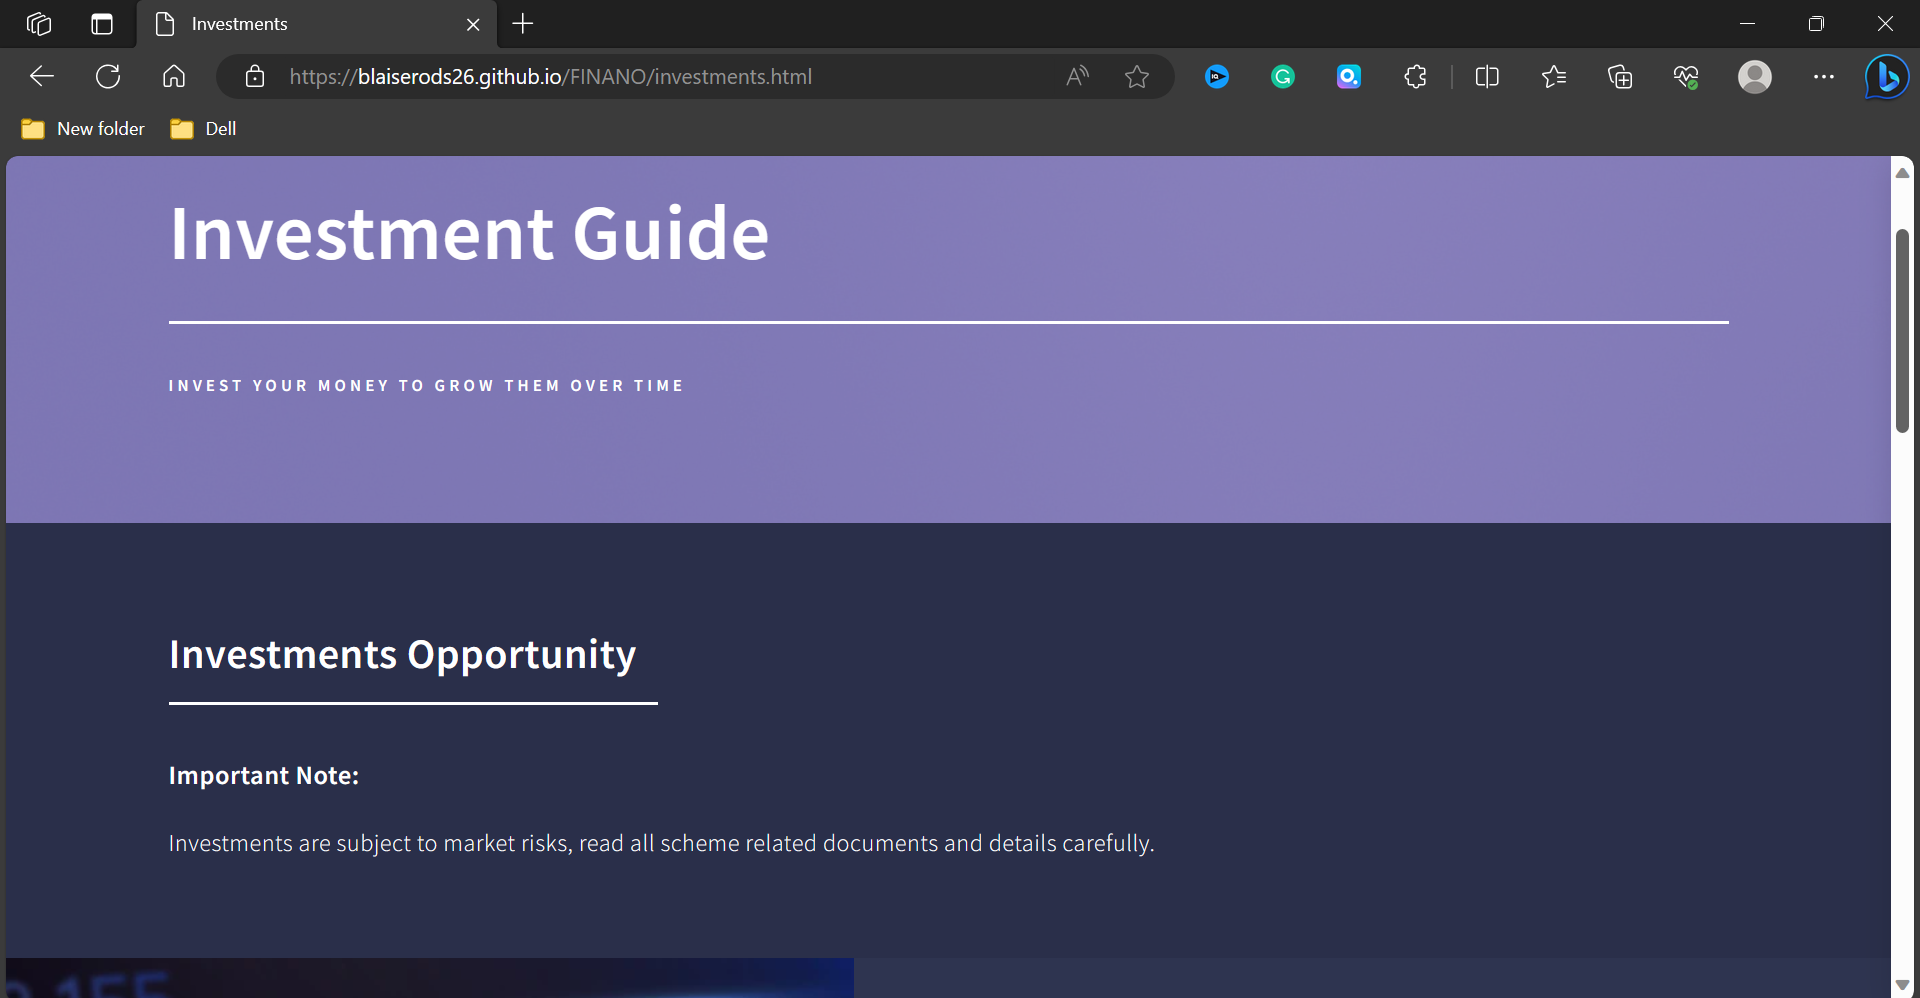 Investments
https://blaiserods26.github.io/FINANO/investments.html
New folder
Dell
Investment Guide
INVEST YOUR MONEY TO GROW THEM OVER TIME
Investments Opportunity
Important Note:
Investments are subject to market risks, read all scheme related documents and details carefully.